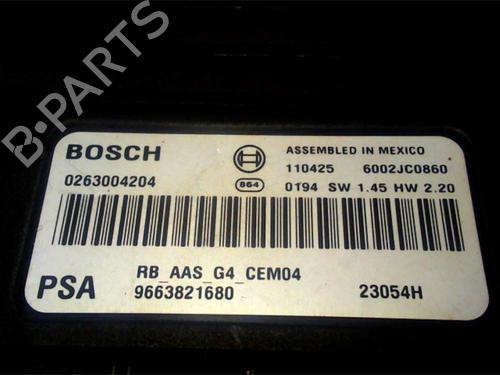 B-PARTS
BOSCH
ASSEMBLED IN MEXICO
110425 6002JC0860
0263004204
864
0194 SW 1.45 HW 2.20
RB_AAS_G4_CEM04
PSA
9663821680
23054H